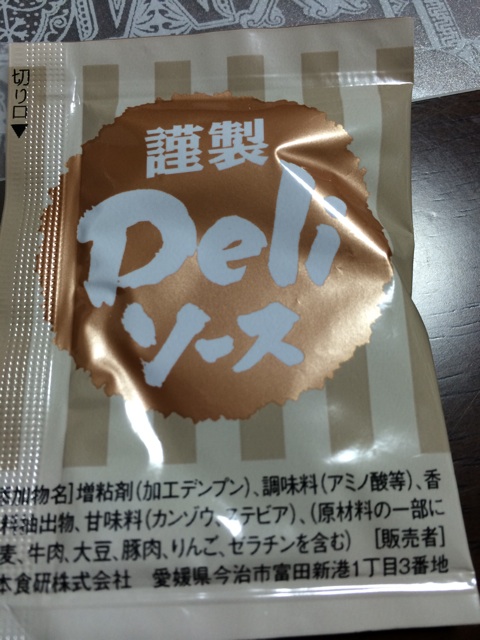 切り口▼
謹製
Deli
ソース
添加物名]増粘剤(加工デンプン)、調味料(アミノ酸等)、香
料抽出物、甘味料(カンゾウ、ステビア)、(原材料の一部に
麦、牛肉、大豆、豚肉、りんご、ゼラチンを含む) [販売者]
本食研株式会社 愛媛県今治市富田新港1丁目3番地